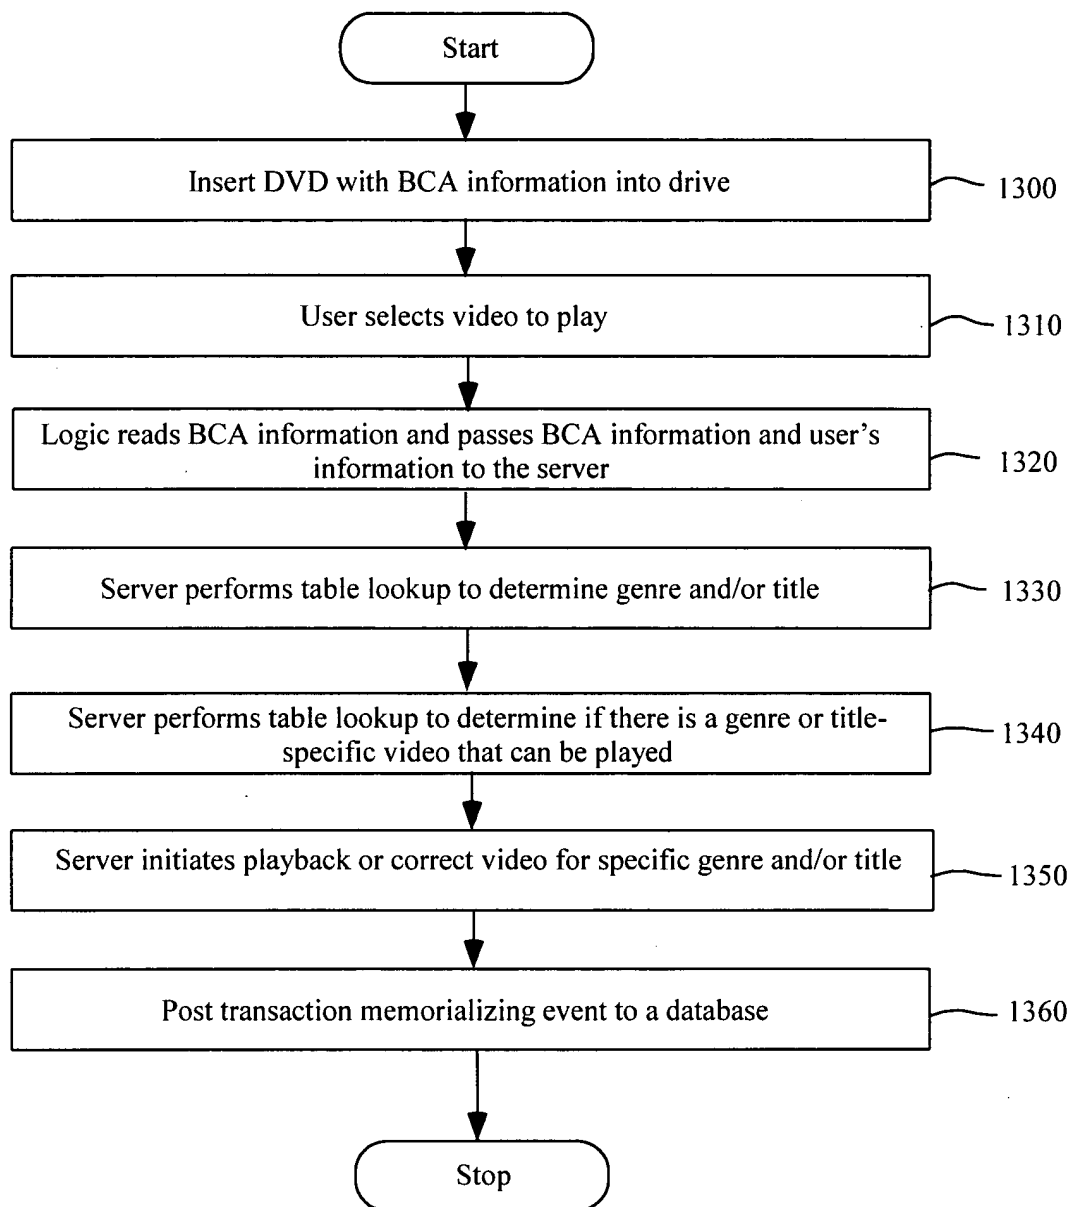 Start
Insert DVD with BCA information into drive
1300
User selects video to play
1310
Logic reads BCA information and passes BCA information and user's
information to the server
1320
Server performs table lookup to determine genre and/or title
1330
Server performs table lookup to determine if there is a genre or title-
specific video that can be played
1340
Server initiates playback or correct video for specific genre and/or title
1350
Post transaction memorializing event to a database
1360
Stop